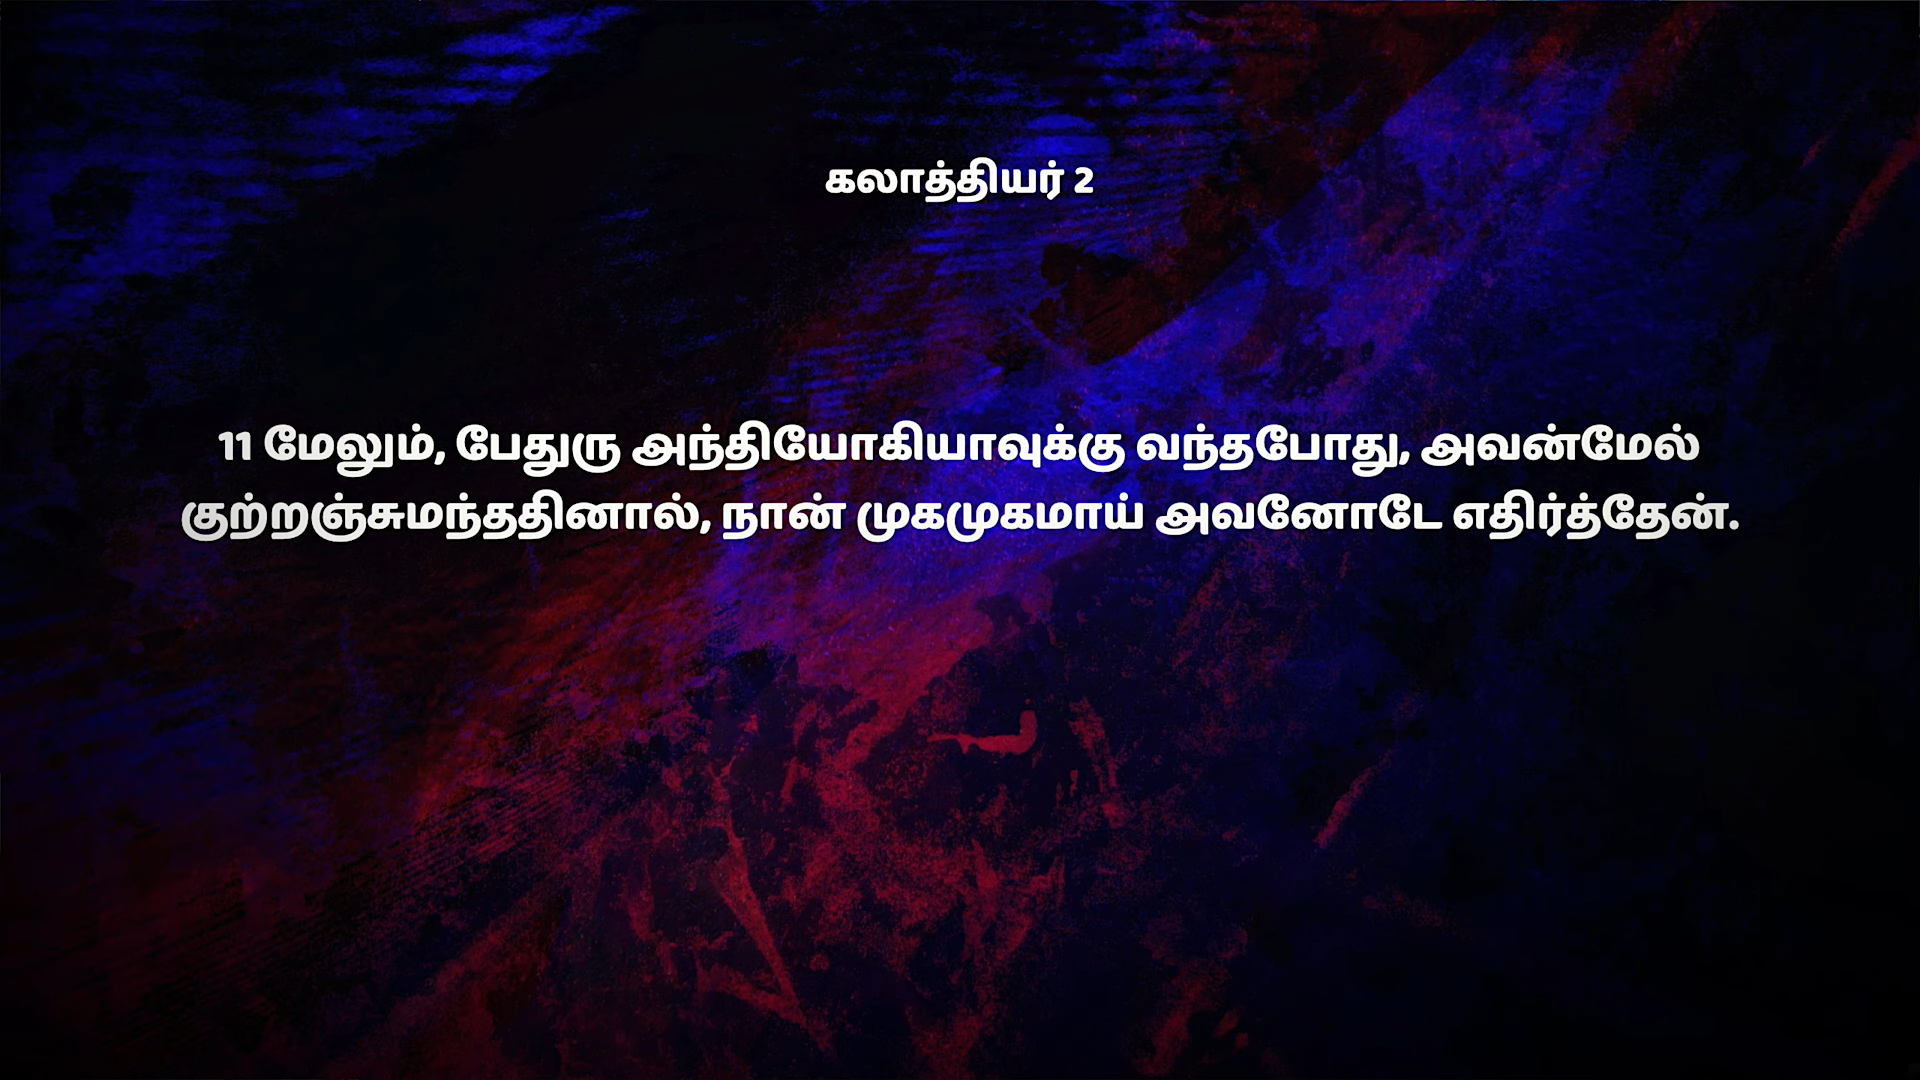 கலாத்தியர் 2
11 மேலும், பேதுரு அந்தியோகியாவுக்கு வந்தபோது, அவன்மேல்
குற்றஞ்சுமந்ததினால், நான் முகமுகமாய் அவனோடே எதிர்த்தேன்.